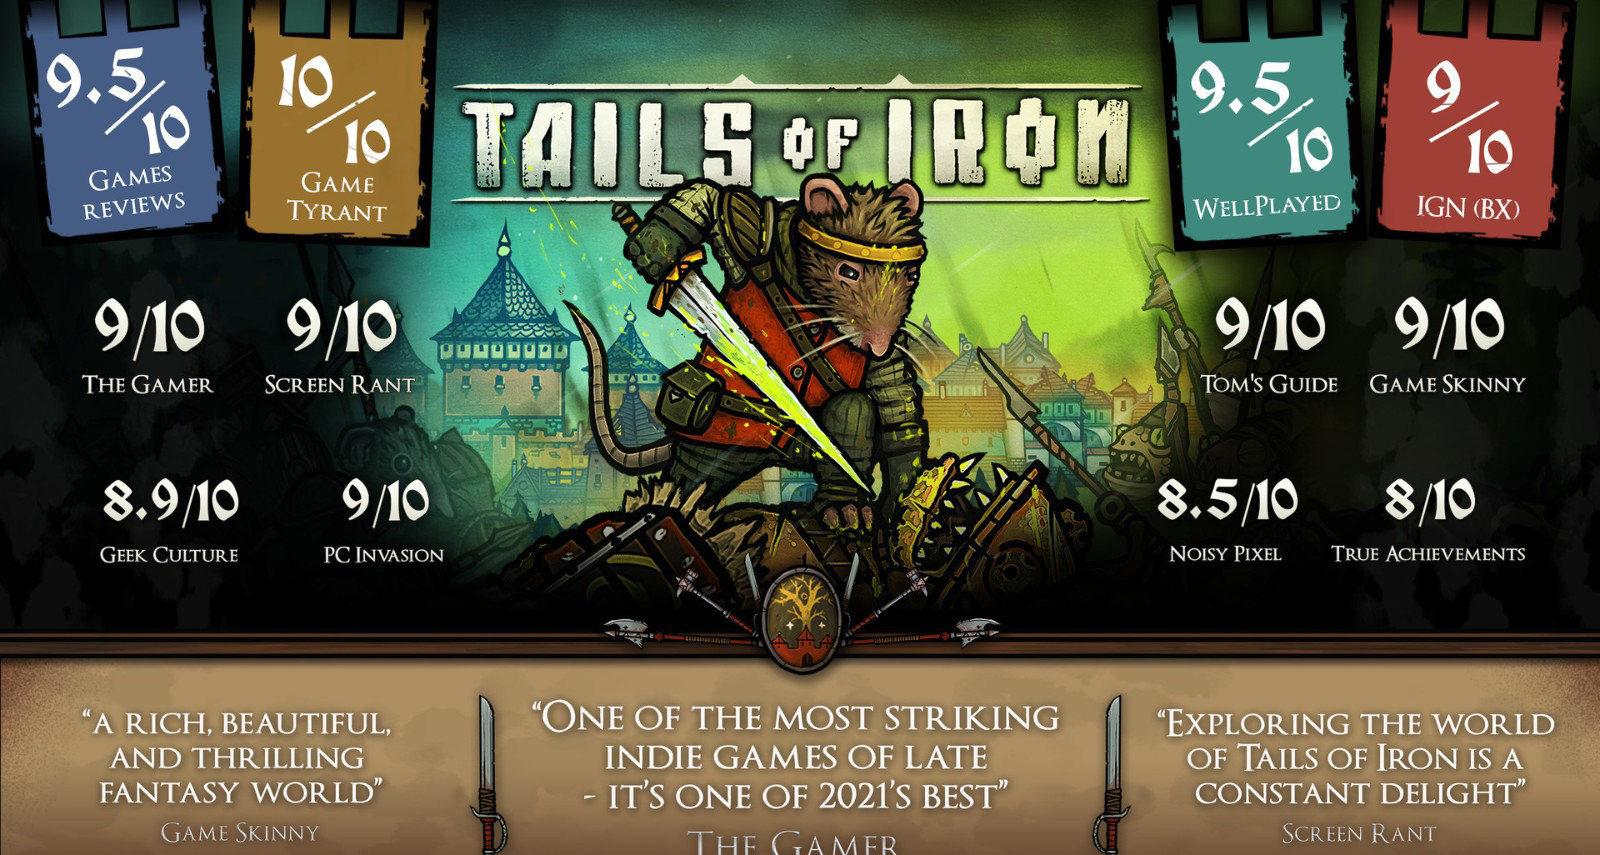 9.5/10
GAMES
REVIEWS
10/10
GAME
TYRANT
TAILS OF IRON
9.5/10
WELLPLAYED
9/10
IGN (BX)
9/10
THE GAMER
9/10
SCREEN RANT
9/10
TOM'S GUIDE
9/10
GAME SKINNY
8.9/10
GEEK CULTURE
9/10
PC INVASION
8.5/10
NOISY PIXEL
8/10
TRUE ACHIEVEMENTS
“A RICH, BEAUTIFUL,
AND THRILLING
FANTASY WORLD”
GAME SKINNY
“ONE OF THE MOST STRIKING
INDIE GAMES OF LATE
- IT’S ONE OF 2021’S BEST”
THE GAMER
“EXPLORING THE WORLD
OF TAILS OF IRON IS A
CONSTANT DELIGHT”
SCREEN RANT